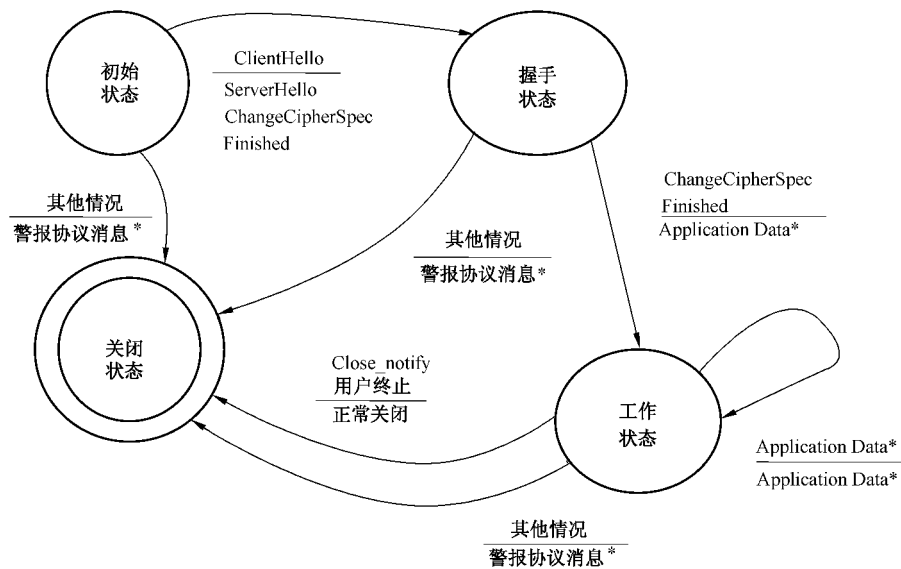 初始
状态
ClientHello
ServerHello
ChangeCipherSpec
Finished
握手
状态
其他情况
警报协议消息*
其他情况
警报协议消息*
ChangeCipherSpec
Finished
Application Data*
关闭
状态
Close_notify
用户终止
正常关闭
工作
状态
Application Data*
Application Data*
其他情况
警报协议消息*